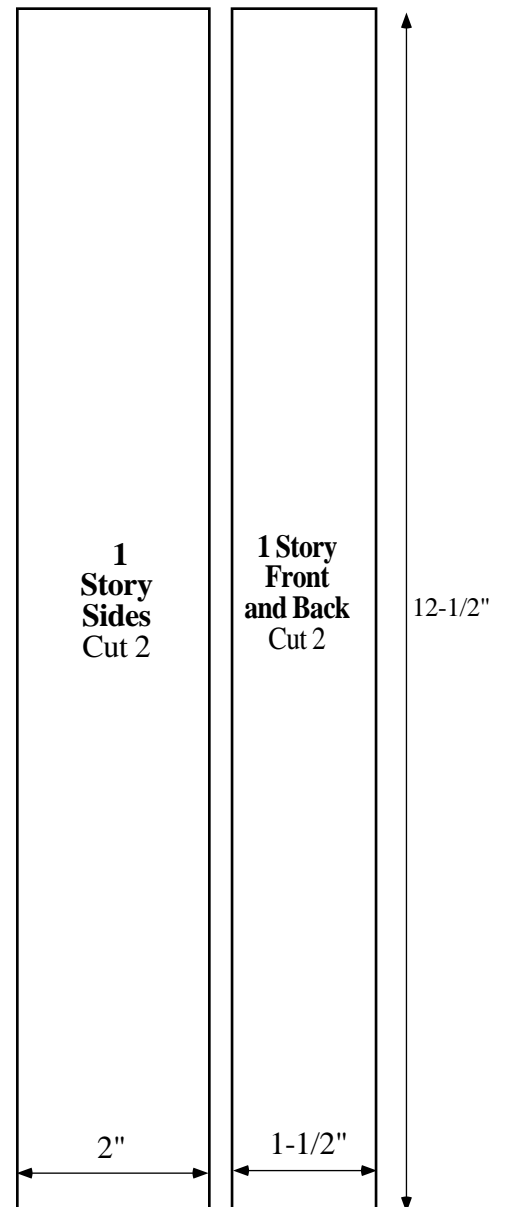 1
Story
Sides
Cut 2
1 Story
Front
and Back
Cut 2
12-1/2"
2"
1-1/2"